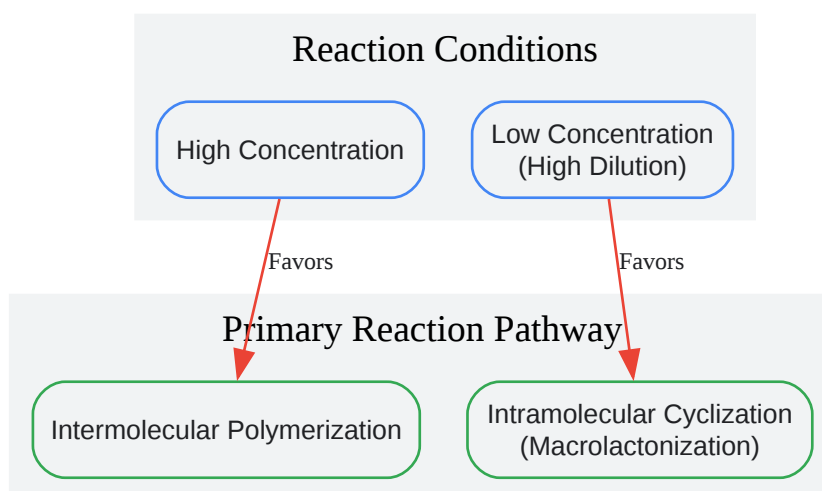 Reaction Conditions
High Concentration
Low Concentration
(High Dilution)
Favors
Favors
Primary Reaction Pathway
Intermolecular Polymerization
Intramolecular Cyclization
(Macrolactonization)